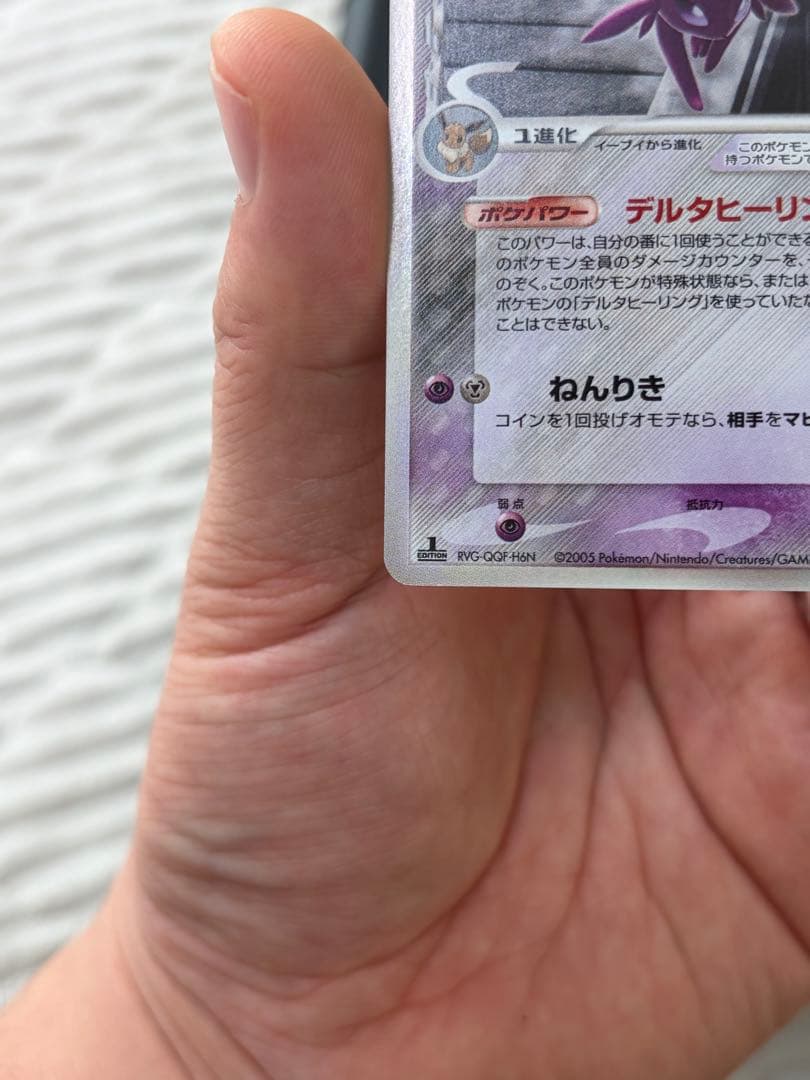 1進化
イーブイから進化
このポケモン
持つポケモンで
ポケパワー デルタヒーリン
このパワーは、自分の番に1回使うことができる
のポケモン全員のダメージカウンターを、
のぞく。このポケモンが特殊状態なら、または
ポケモンの「デルタヒーリング」を使っていた
ことはできない。
ねんりき
コインを1回投げオモテなら、相手をマヒ
弱点 抵抗力
1 EDITION RVG-QQF-H6N ©2005 Pokémon/Nintendo/Creatures/GAM